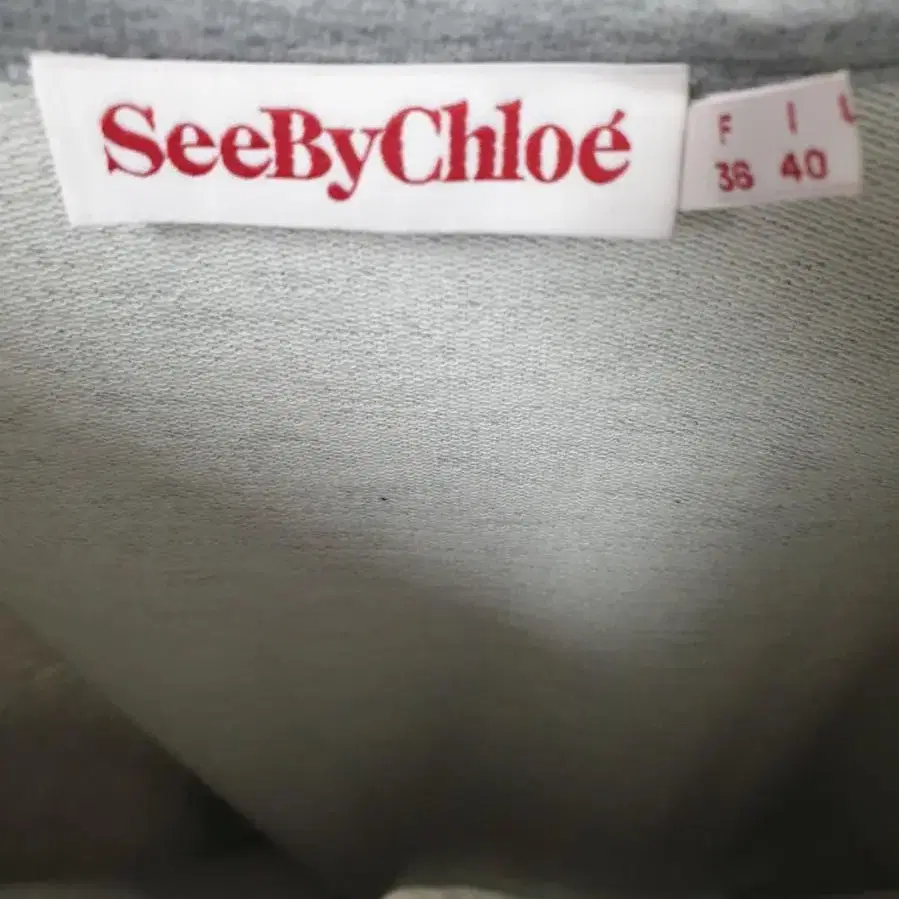 SeeByChloé
F I U
36 40